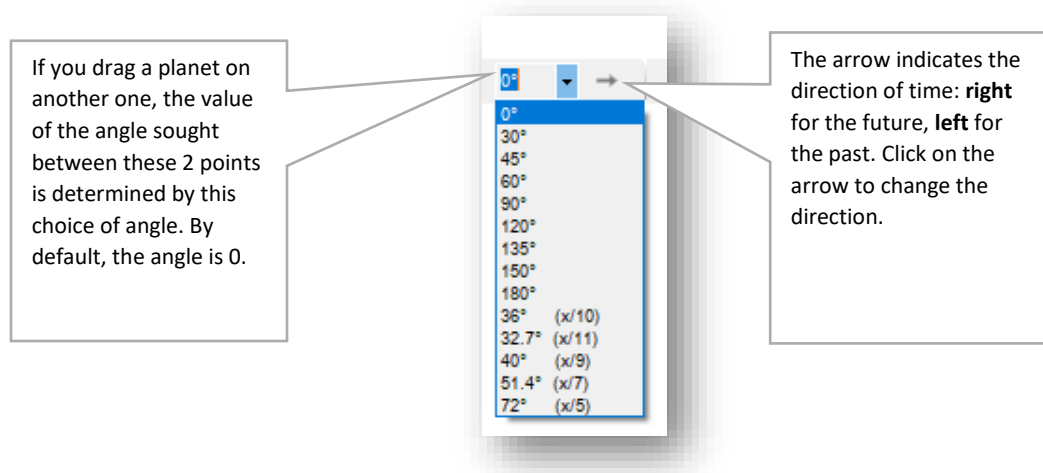 If you drag a planet on
another one, the value
of the angle sought
between these 2 points
is determined by this
choice of angle. By
default, the angle is 0.
0°
0°
30°
45°
60°
90°
120°
135°
150°
180°
36° (x/10)
32.7° (x/11)
40° (x/9)
51.4° (x/7)
72° (x/5)
The arrow indicates the
direction of time: right
for the future, left for
the past. Click on the
arrow to change the
direction.